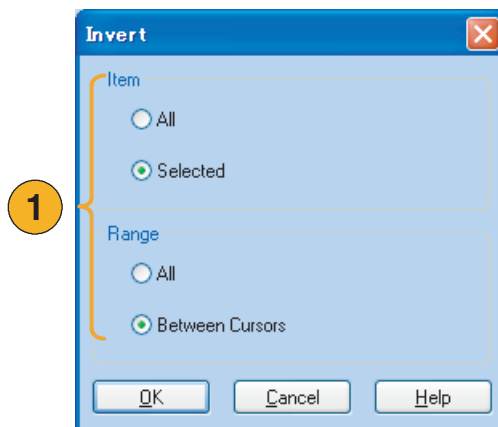 Invert
Item
All
Selected
1
Range
All
Between Cursors
OK Cancel Help